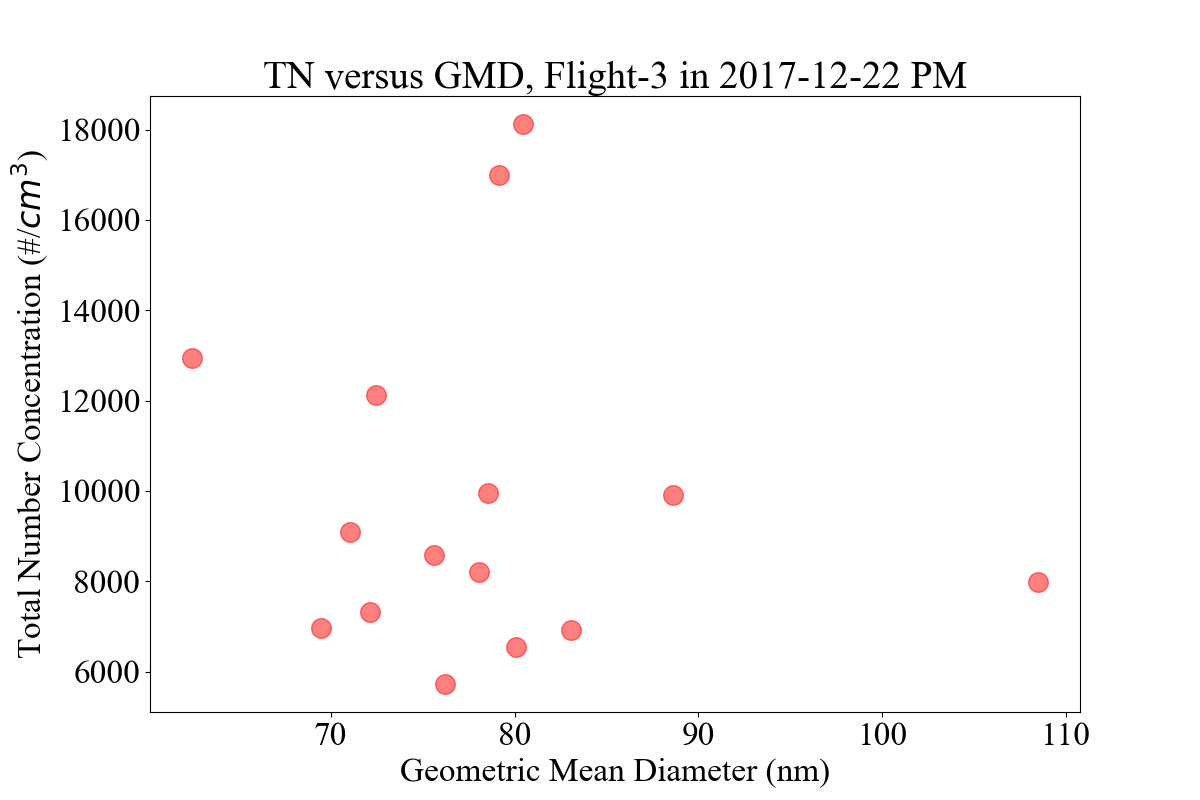 TN versus GMD, Flight-3 in 2017-12-22 PM
Total Number Concentration (#/cm³)
18000
16000
14000
12000
10000
8000
6000
70 80 90 100 110
Geometric Mean Diameter (nm)